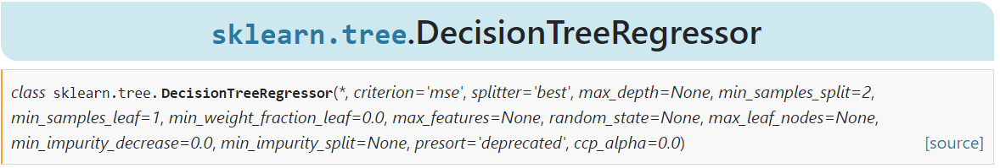 sklearn.tree.DecisionTreeRegressor
class sklearn.tree.DecisionTreeRegressor(*, criterion='mse', splitter='best', max_depth=None, min_samples_split=2,
min_samples_leaf=1, min_weight_fraction_leaf=0.0, max_features=None, random_state=None, max_leaf_nodes=None,
min_impurity_decrease=0.0, min_impurity_split=None, presort='deprecated', ccp_alpha=0.0) [source]